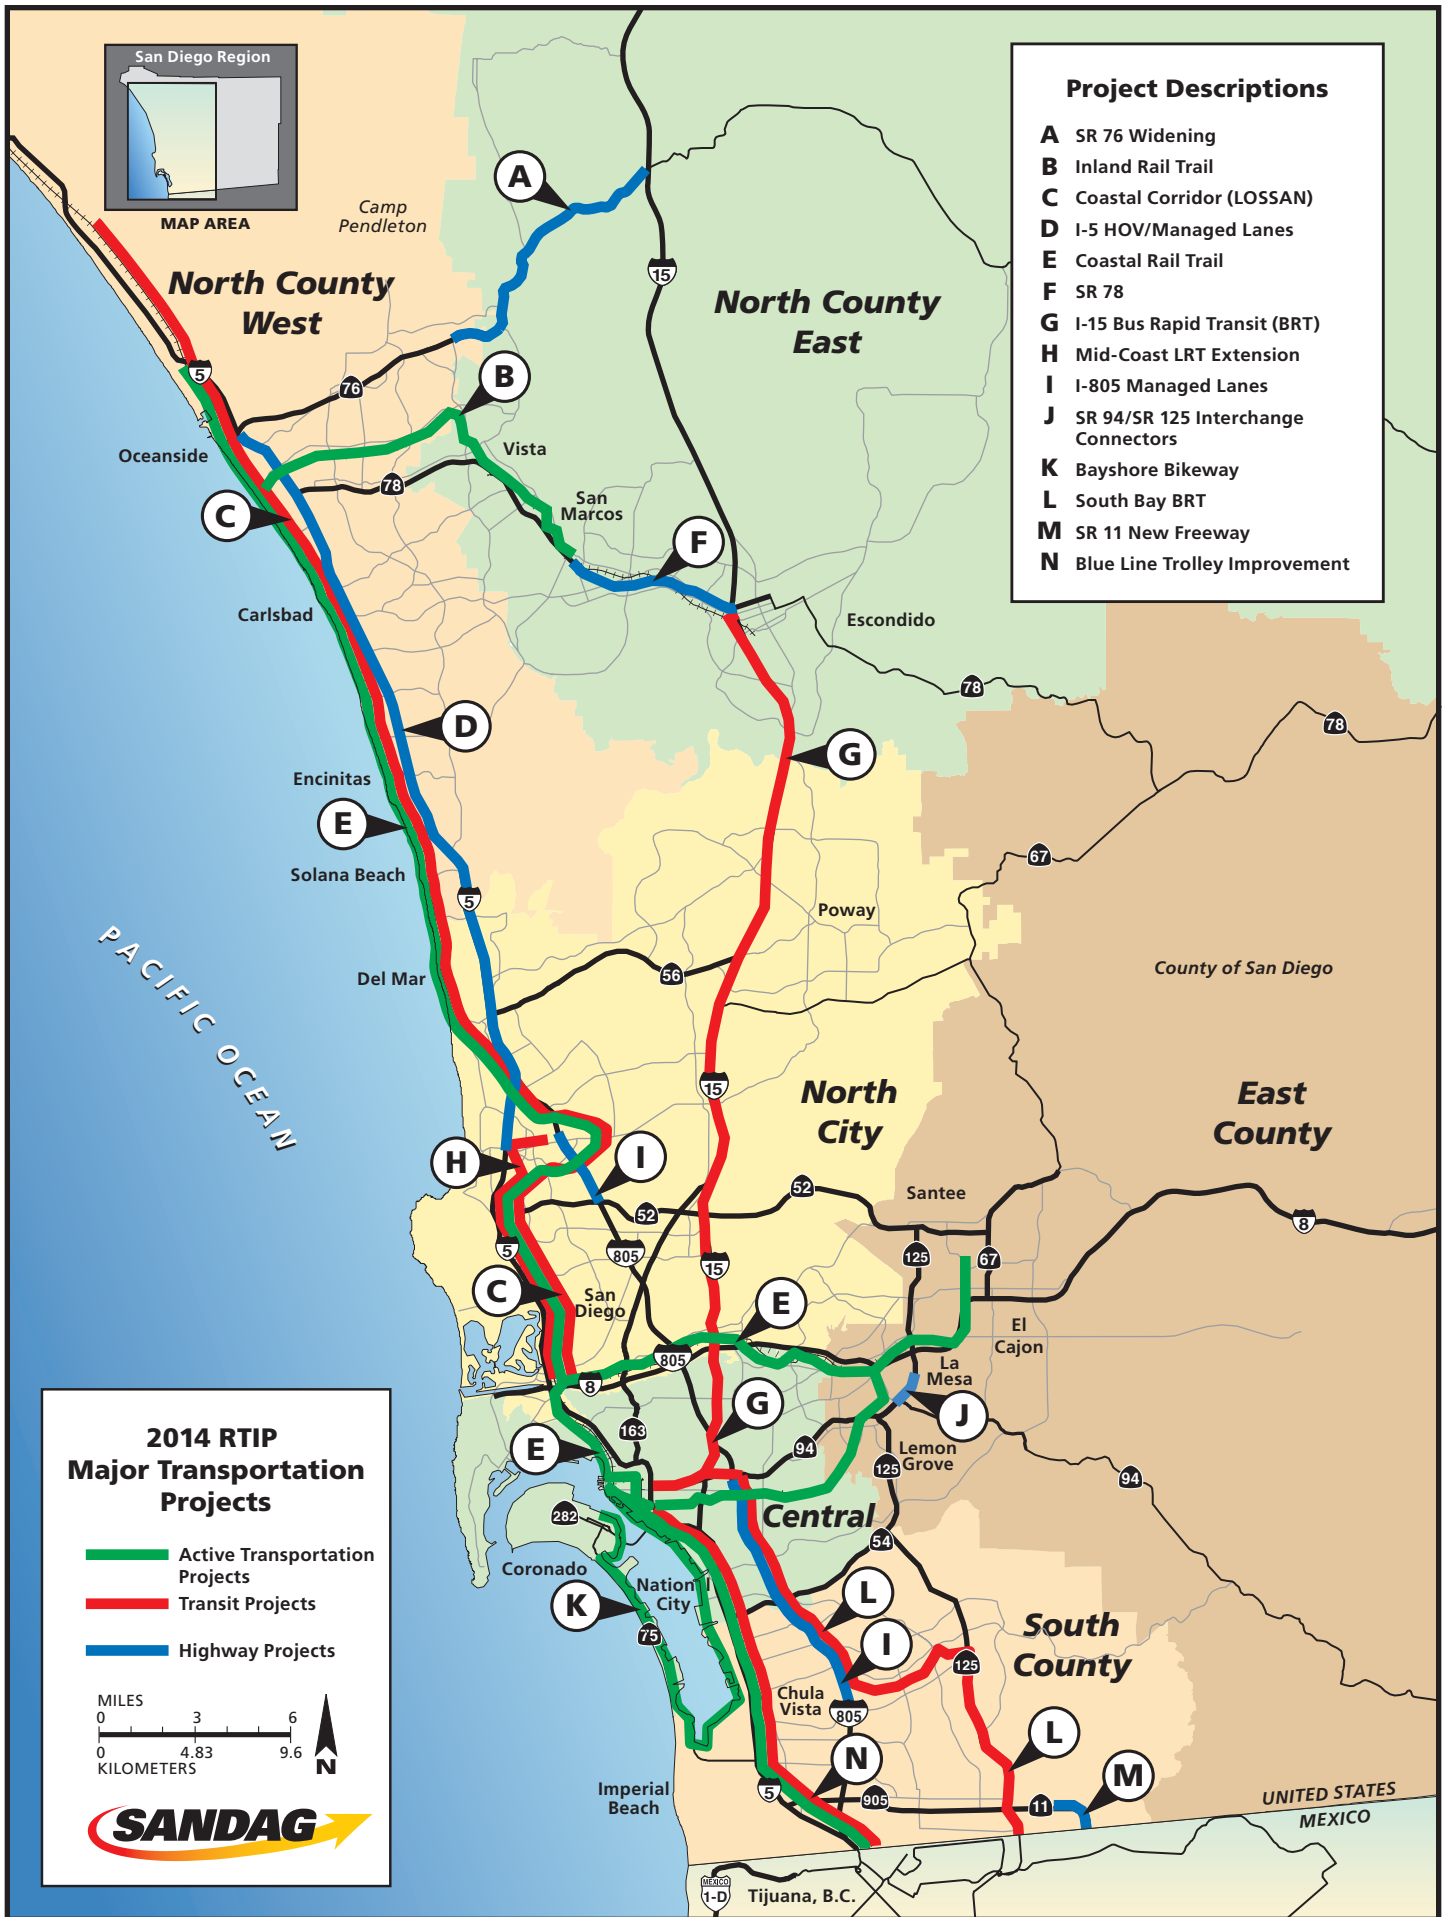 San Diego Region
MAP AREA
Project Descriptions
A SR 76 Widening
B Inland Rail Trail
C Coastal Corridor (LOSSAN)
D I-5 HOV/Managed Lanes
E Coastal Rail Trail
F SR 78
G I-15 Bus Rapid Transit (BRT)
H Mid-Coast LRT Extension
I I-805 Managed Lanes
J SR 94/SR 125 Interchange
Connectors
K Bayshore Bikeway
L South Bay BRT
M SR 11 New Freeway
N Blue Line Trolley Improvement
A
Camp
Pendleton
15
North County
West
North County
East
5
76
B
Oceanside
Vista
78
San
Marcos
C
F
Carlsbad
Escondido
78
78
D
G
Encinitas
E
67
Solana Beach
5
Poway
56
Del Mar
County of San Diego
PACIFIC OCEAN
15
North
City
East
County
H
I
52
Santee
52
8
5
805
125
67
15
C
San
Diego
E
El
Cajon
805
La
Mesa
8
G
J
163
E
94
Lemon
Grove
125
94
282
Central
54
Coronado
National
City
K
L
75
South
County
I
125
Chula
Vista
805
L
N
M
Imperial
Beach
5
905
11
UNITED STATES
MEXICO
MEXICO
1-D
Tijuana, B.C.
2014 RTIP
Major Transportation
Projects
Active Transportation
Projects
Transit Projects
Highway Projects
MILES
0 3 6
0 4.83 9.6
KILOMETERS
N
SANDAG